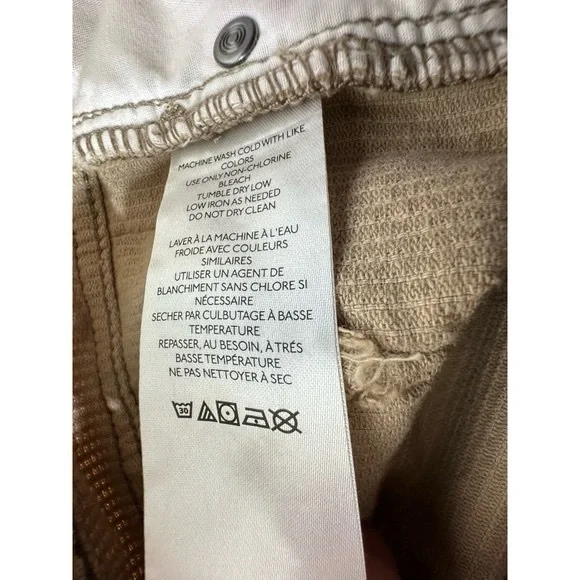 MACHINE WASH COLD WITH LIKE
COLORS
USE ONLY NON-CHLORINE
BLEACH
TUMBLE DRY LOW
LOW IRON AS NEEDED
DO NOT DRY CLEAN
LAVER À LA MACHINE À L'EAU
FROIDE AVEC COULEURS
SIMILAIRES
UTILISER UN AGENT DE
BLANCHIMENT SANS CHLORE SI
NÉCESSAIRE
SECHER PAR CULBUTAGE À BASSE
TEMPERATURE
REPASSER, AU BESOIN, À TRÉS
BASSE TEMPÉRATURE
NE PAS NETTOYER À SEC
30